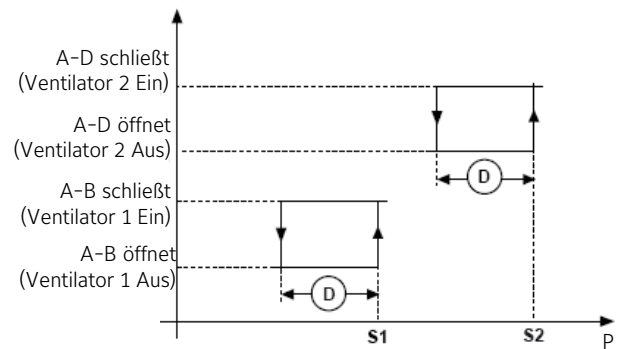 A-D schließt
(Ventilator 2 Ein)
A-D öffnet
(Ventilator 2 Aus)
D
A-B schließt
(Ventilator 1 Ein)
A-B öffnet
(Ventilator 1 Aus)
D
S1
S2
P